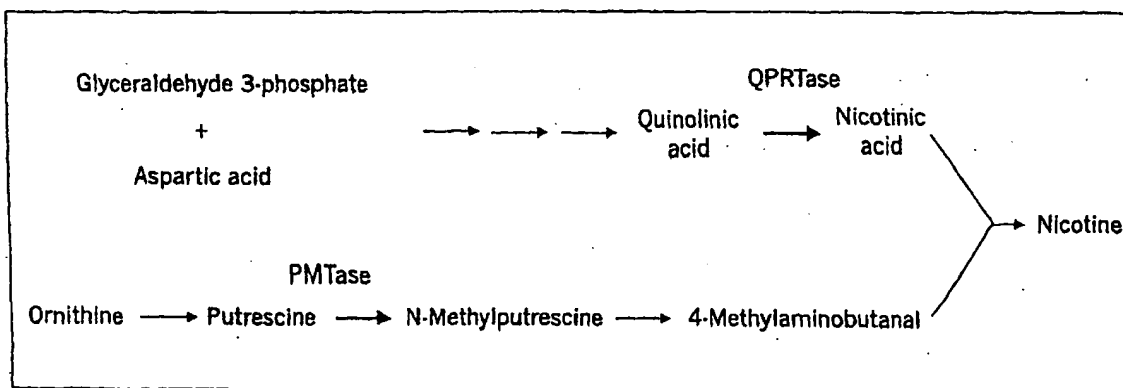 Glyceraldehyde 3-phosphate
+
Aspartic acid
QPRTase
Quinolinic
acid
Nicotinic
acid
Nicotine
PMTase
Ornithine
Putrescine
N-Methylputrescine
4-Methylaminobutanal